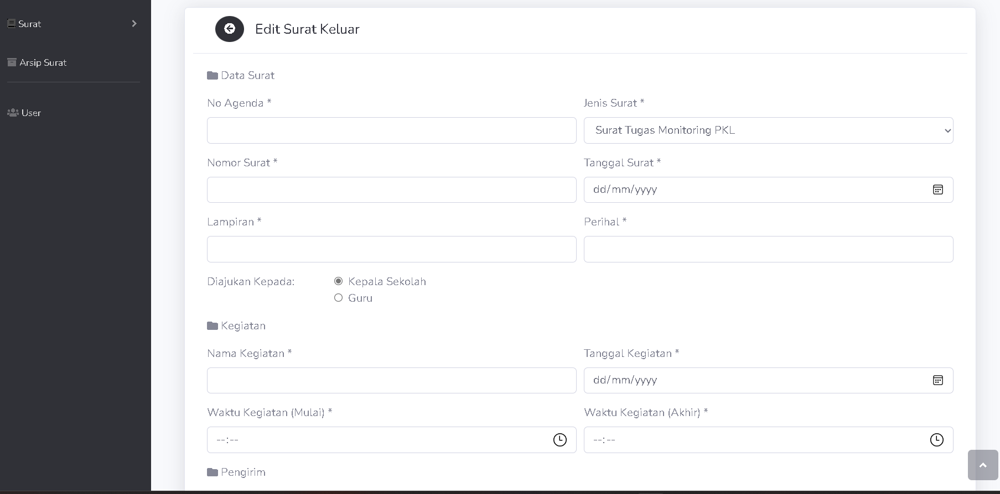 Surat
Arsip Surat
User
Edit Surat Keluar
Data Surat
No Agenda *
Jenis Surat *
Surat Tugas Monitoring PKL
Nomor Surat *
Tanggal Surat *
dd/mm/yyyy
Lampiran *
Perihal *
Diajukan Kepada:
Kepala Sekolah
Guru
Kegiatan
Nama Kegiatan *
Tanggal Kegiatan *
dd/mm/yyyy
Waktu Kegiatan (Mulai) *
Waktu Kegiatan (Akhir) *
--:--
--:--
Pengirim